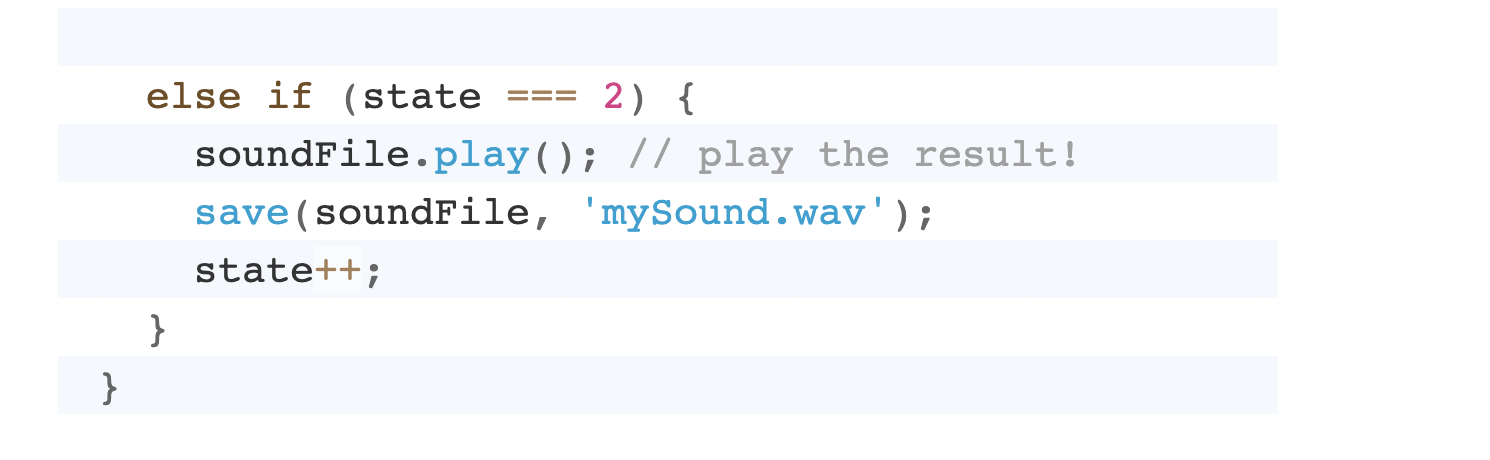 else if (state === 2) {
soundFile.play(); // play the result!
save(soundFile, 'mySound.wav');
state++;
}
}